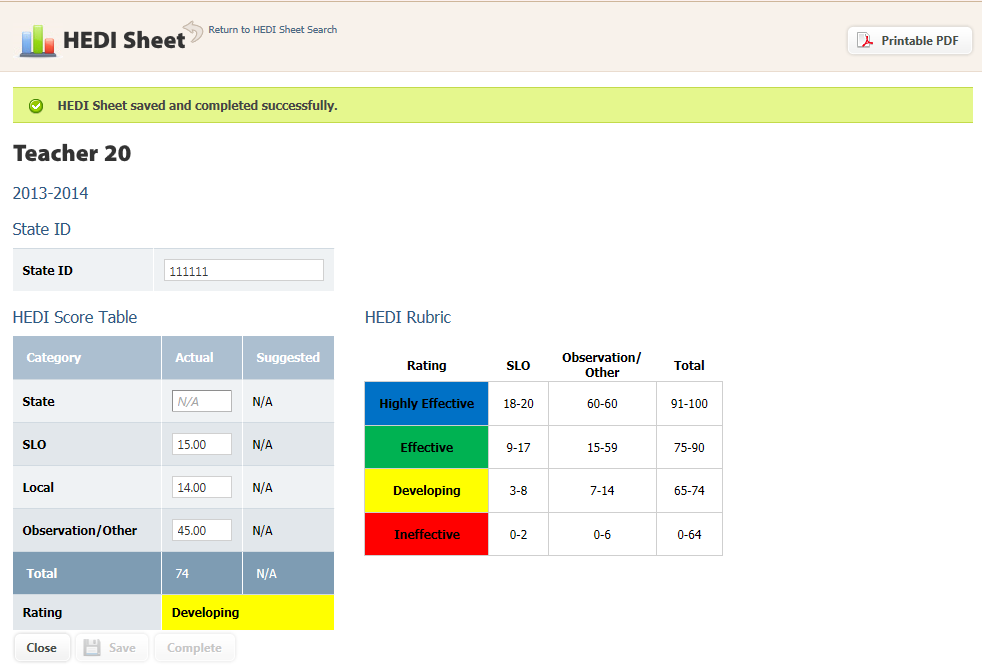 HEDI Sheet
Return to HEDI Sheet Search
Printable PDF
HEDI Sheet saved and completed successfully.
Teacher 20
2013-2014
State ID
State ID 111111
HEDI Score Table
Category Actual Suggested
State N/A N/A
SLO 15.00 N/A
Local 14.00 N/A
Observation/Other 45.00 N/A
Total 74 N/A
Rating Developing
Close Save Complete
HEDI Rubric
Rating SLO Observation/
Other Total
Highly Effective 18-20 60-60 91-100
Effective 9-17 15-59 75-90
Developing 3-8 7-14 65-74
Ineffective 0-2 0-6 0-64